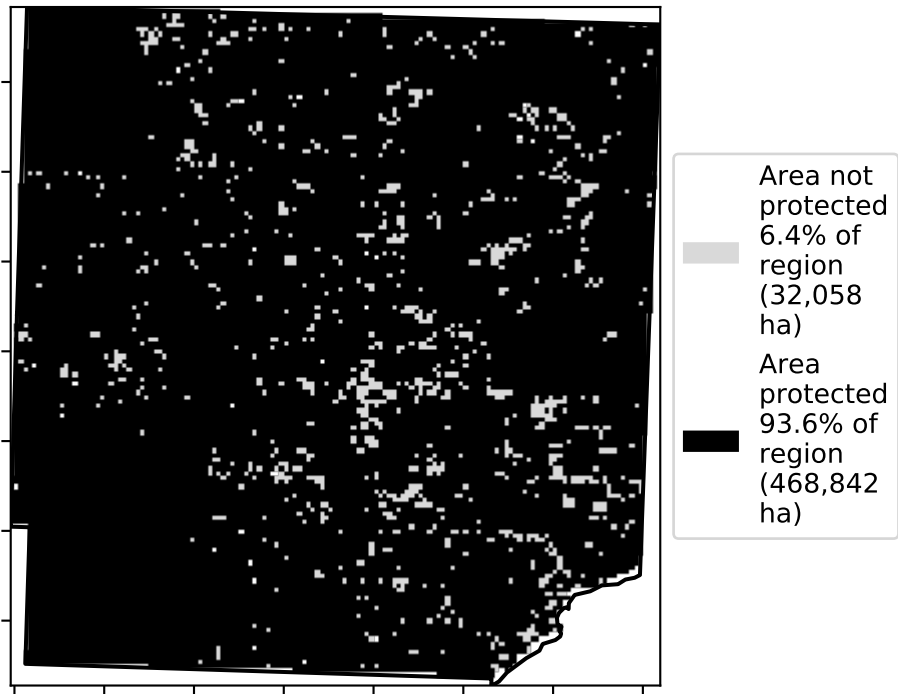 Area not
protected
6.4% of
region
(32,058
ha)
Area
protected
93.6% of
region
(468,842
ha)